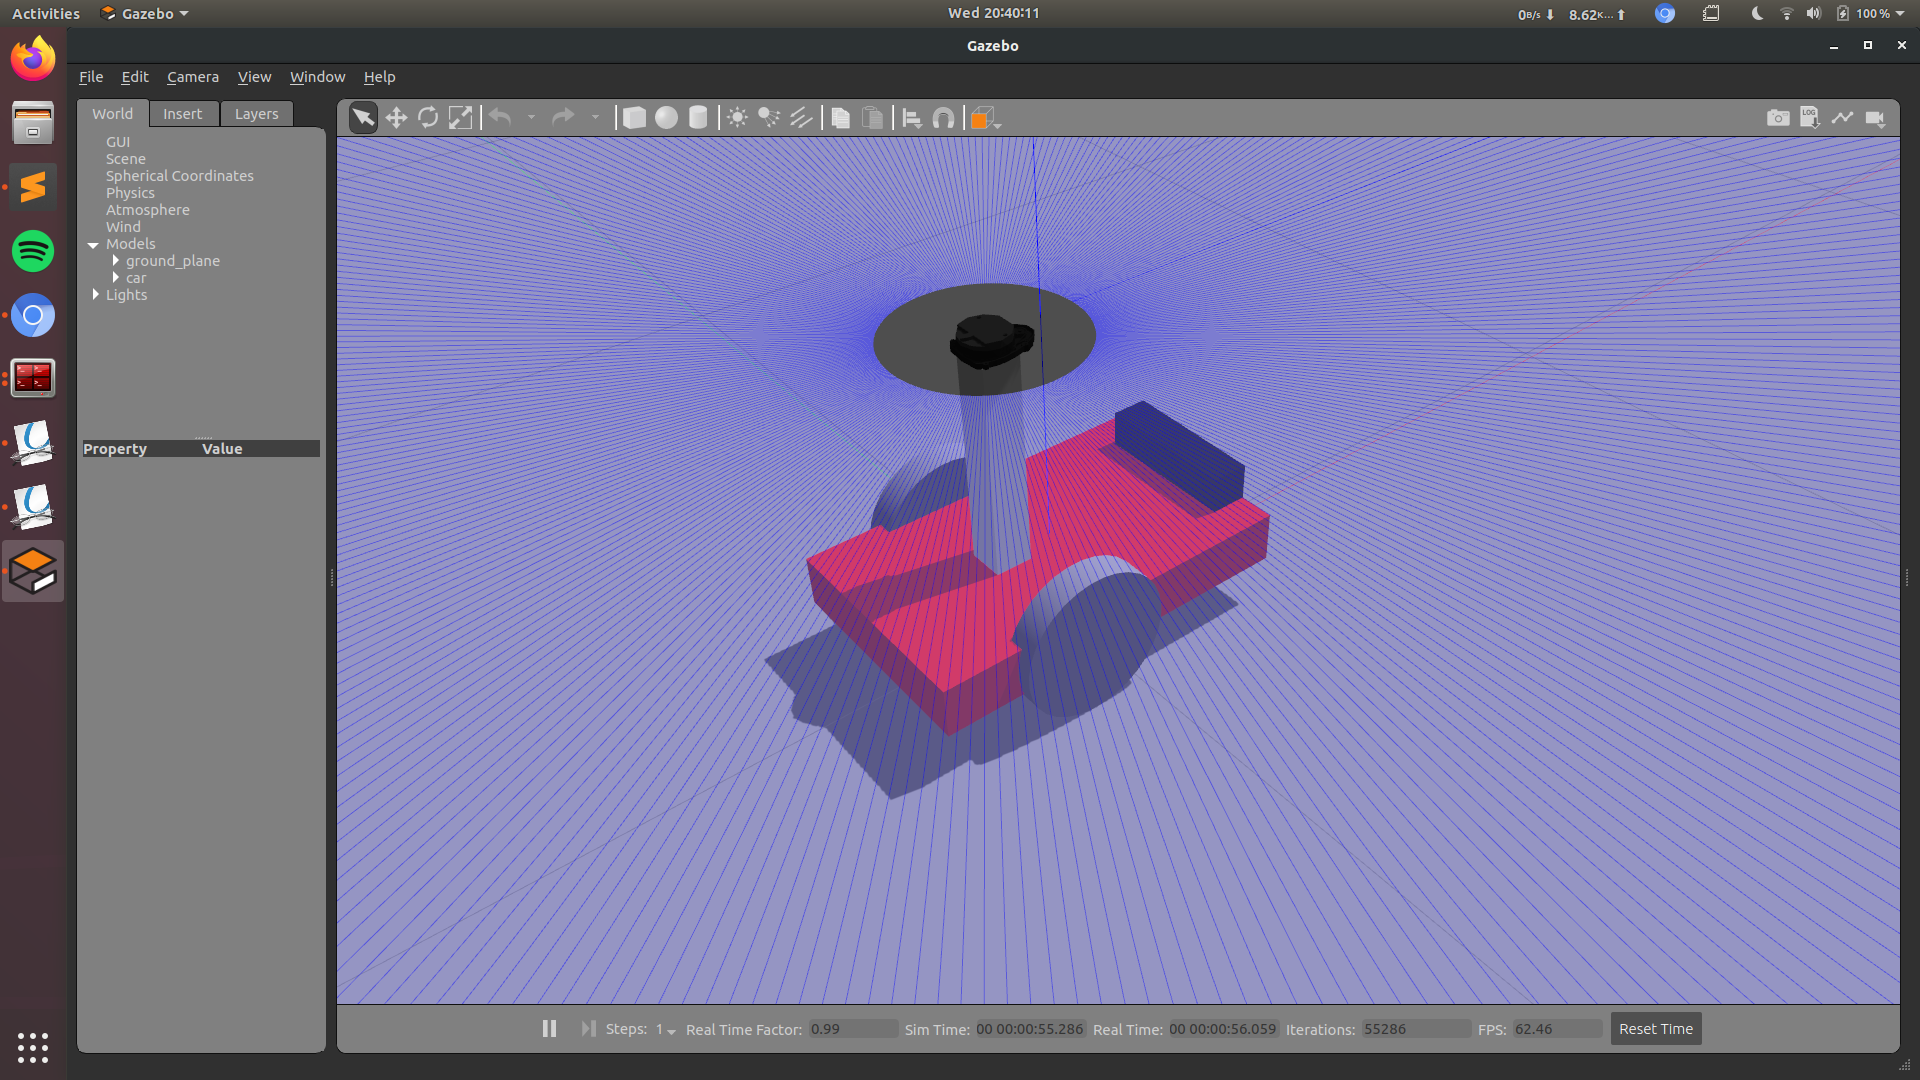 Activities Gazebo Wed 20:40:11 0B/s 8.62K... 100 %
Gazebo
File Edit Camera View Window Help
World Insert Layers
LOG
GUI
Scene
Spherical Coordinates
Physics
Atmosphere
Wind
Models
ground_plane
car
Lights
Property Value
Steps: 1 Real Time Factor: 0.99 Sim Time: 00 00:00:55.286 Real Time: 00 00:00:56.059 Iterations: 55286 FPS: 62.46 Reset Time